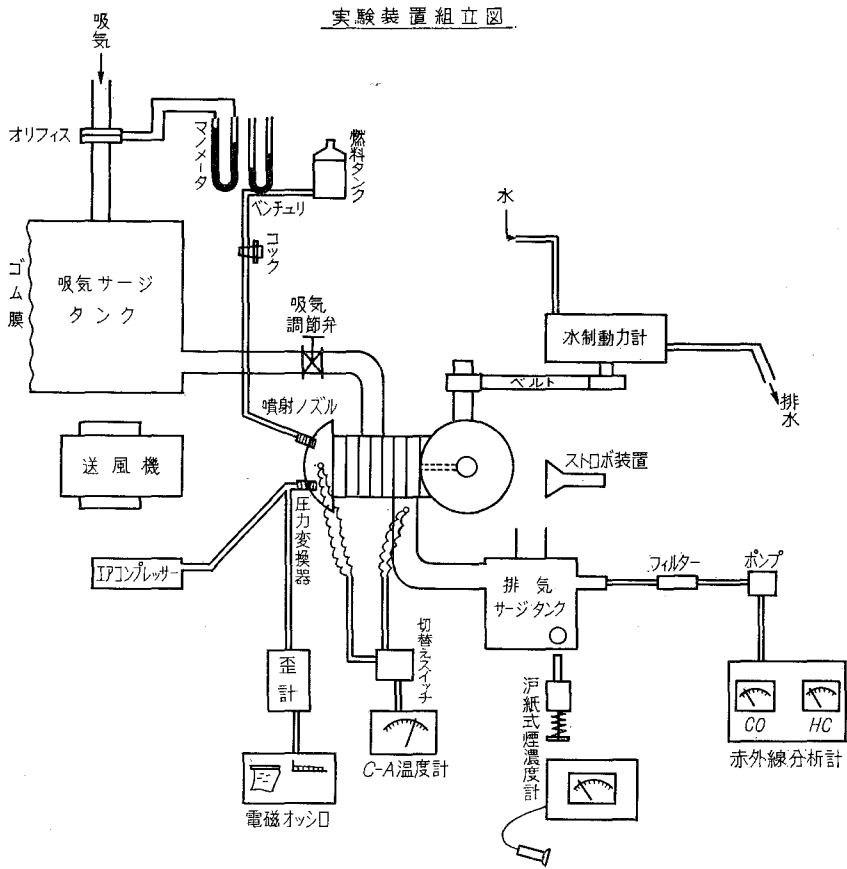 実験装置組立図
吸気
オリフィス
マノメータ
燃料タンク
ベンチュリ
コック
水
ゴム膜
吸気サージ
タンク
吸気
調節弁
水制動力計
ベルト
排水
噴射ノズル
送風機
ストロボ装置
圧力変換器
エアコンプレッサー
排気
サージタンク
フィルター
ポンプ
切替えスイッチ
歪計
沪紙式煙濃度計
CO
HC
C-A温度計
赤外線分析計
電磁オッシロ